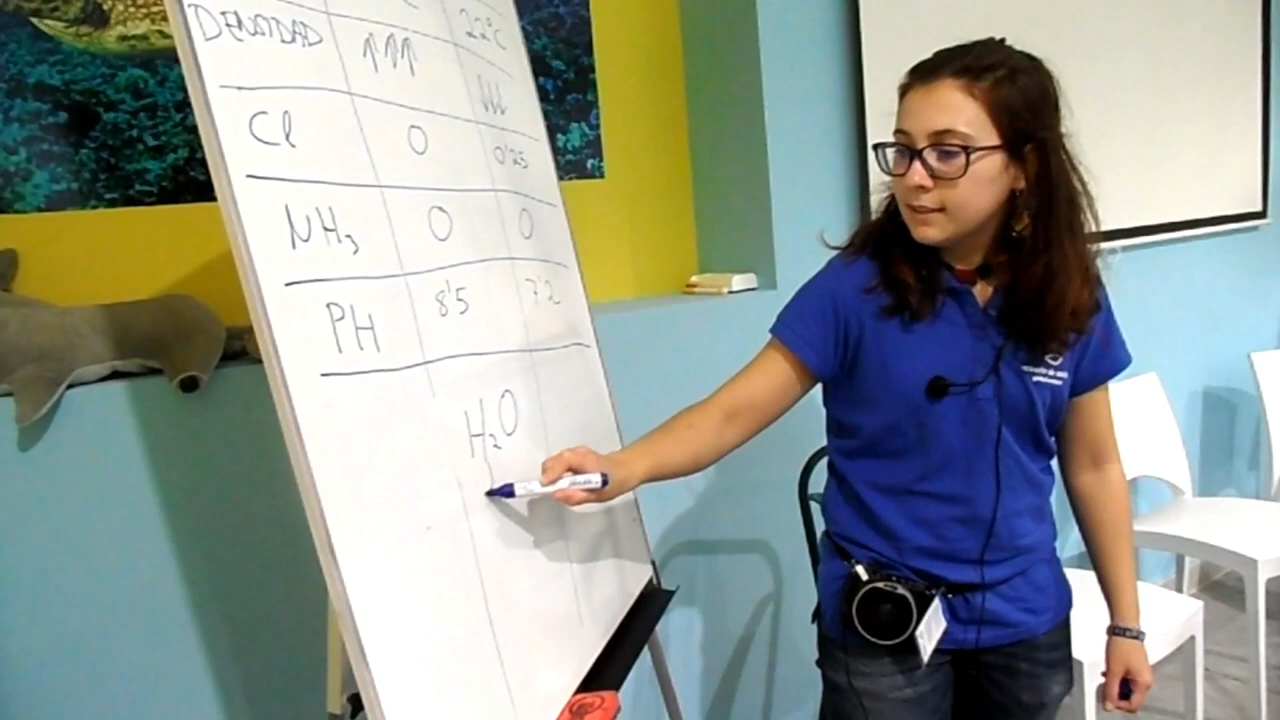 22°C
DENSIDAD ↑↑↑ ↓↓↓
Cl 0 0'25
NH₃ 0 0
PH 8'5 7'2
H₂O